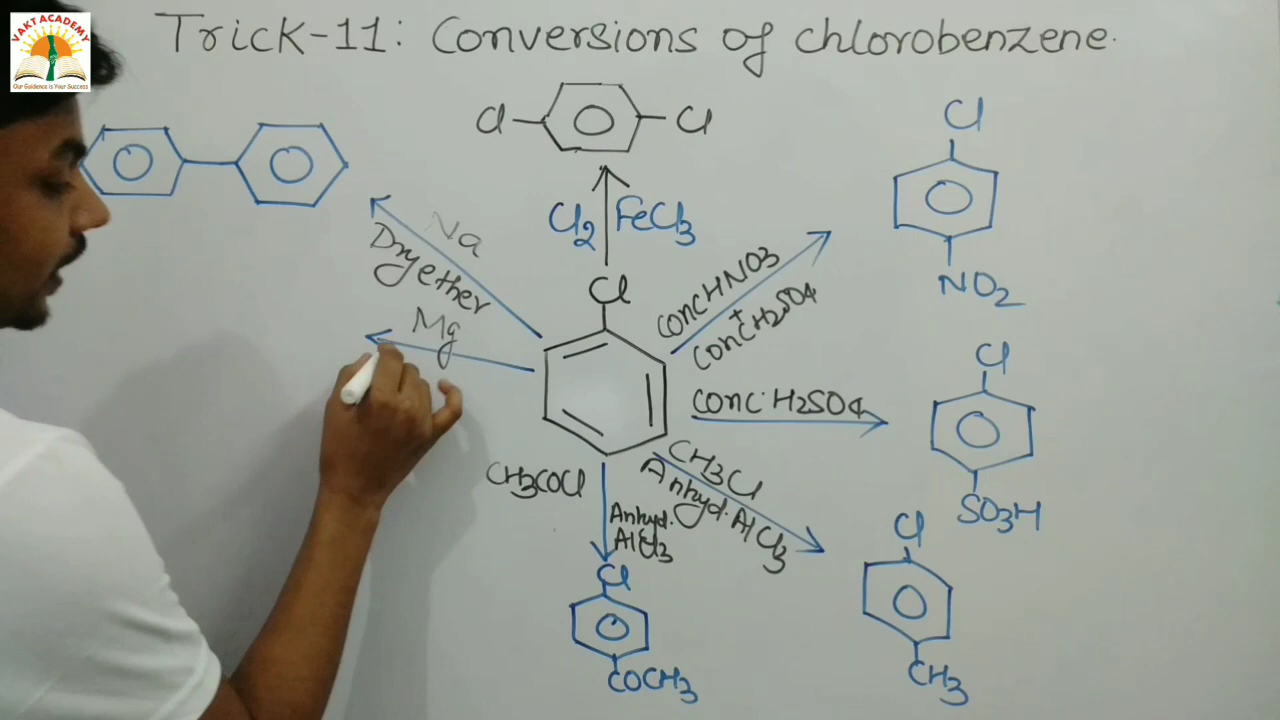 VAKT ACADEMY
Our Guidence is Your Success
Trick-11: Conversions of chlorobenzene.
Cl Cl
Cl2 FeCl3
Cl
NO2
Na
Dry ether
Mg
Cl
conc HNO3
+
conc H2SO4
conc. H2SO4
Cl
SO3H
CH3COCl
Anhyd.
AlCl3
Cl
COCH3
CH3Cl
Anhyd. AlCl3
Cl
CH3